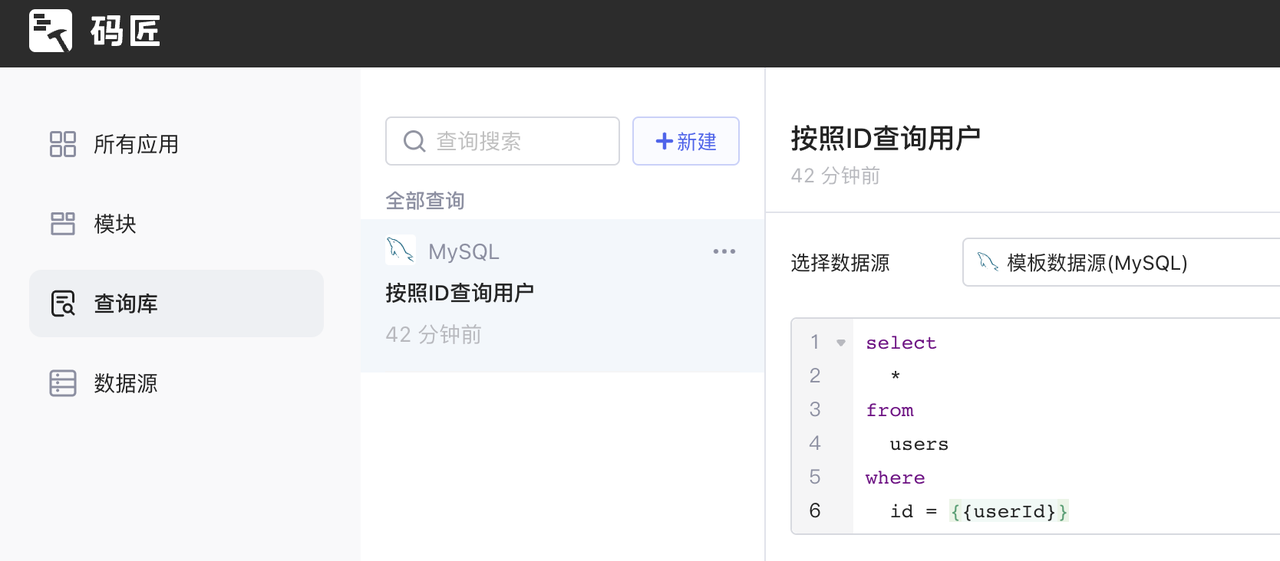 码匠
所有应用
模块
查询库
数据源
查询搜索
+新建
全部查询
MySQL
按照ID查询用户
42 分钟前
按照ID查询用户
42 分钟前
选择数据源
模板数据源(MySQL)
1 select
2 *
3 from
4 users
5 where
6 id = {{userId}}